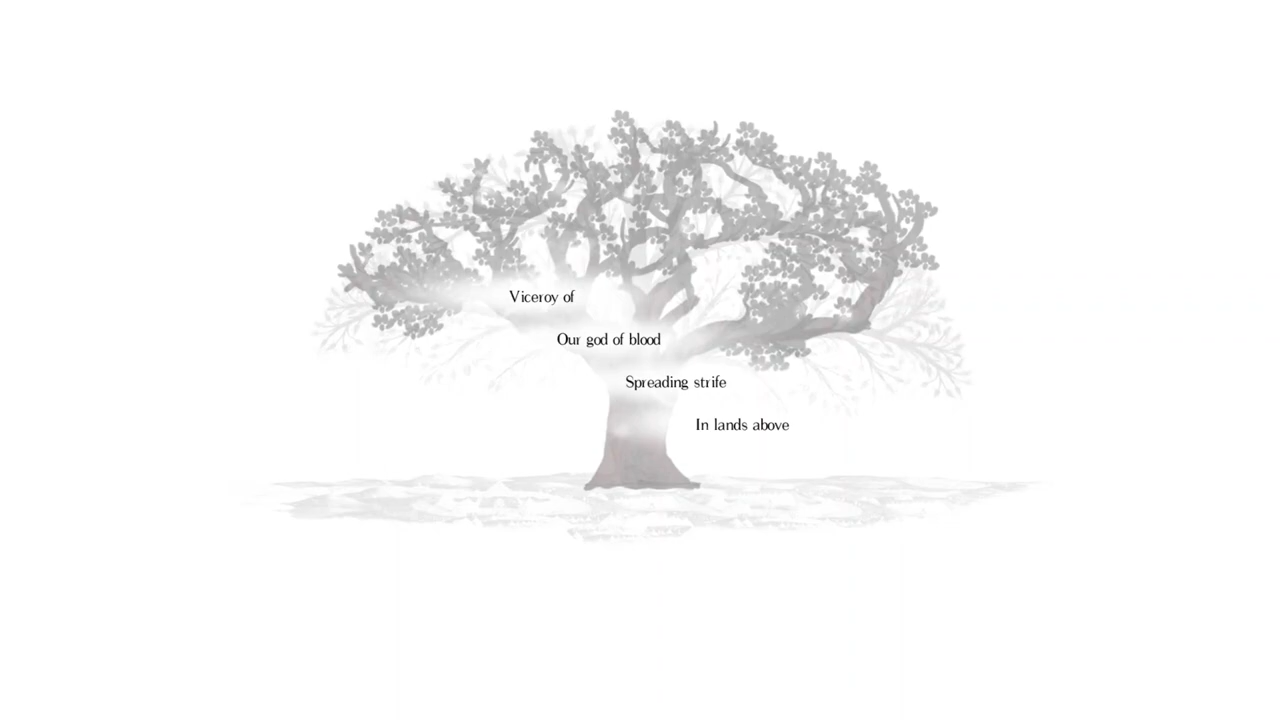 Viceroy of
Our god of blood
Spreading strife
In lands above